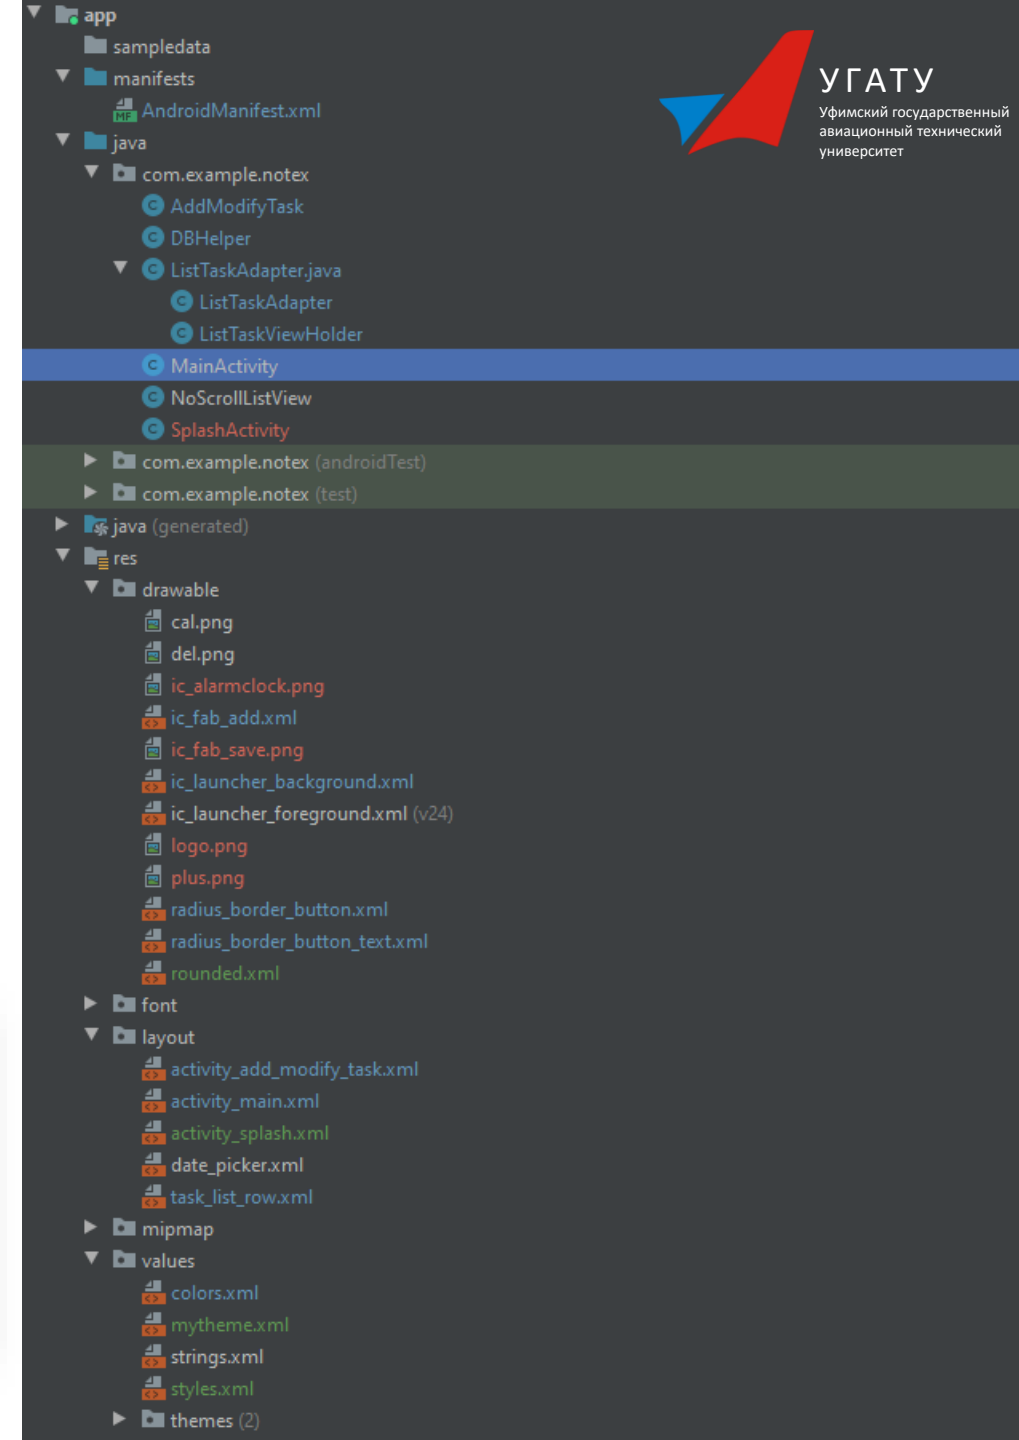 app
sampledata
manifests
AndroidManifest.xml
УГАТУ
Уфимский государственный
авиационный технический
университет
java
com.example.notex
AddModifyTask
DBHelper
ListTaskAdapter.java
ListTaskAdapter
ListTaskViewHolder
MainActivity
NoScrollListView
SplashActivity
com.example.notex (androidTest)
com.example.notex (test)
java (generated)
res
drawable
cal.png
del.png
ic_alarmclock.png
ic_fab_add.xml
ic_fab_save.png
ic_launcher_background.xml
ic_launcher_foreground.xml (v24)
logo.png
plus.png
radius_border_button.xml
radius_border_button_text.xml
rounded.xml
font
layout
activity_add_modify_task.xml
activity_main.xml
activity_splash.xml
date_picker.xml
task_list_row.xml
mipmap
values
colors.xml
mytheme.xml
strings.xml
styles.xml
themes (2)